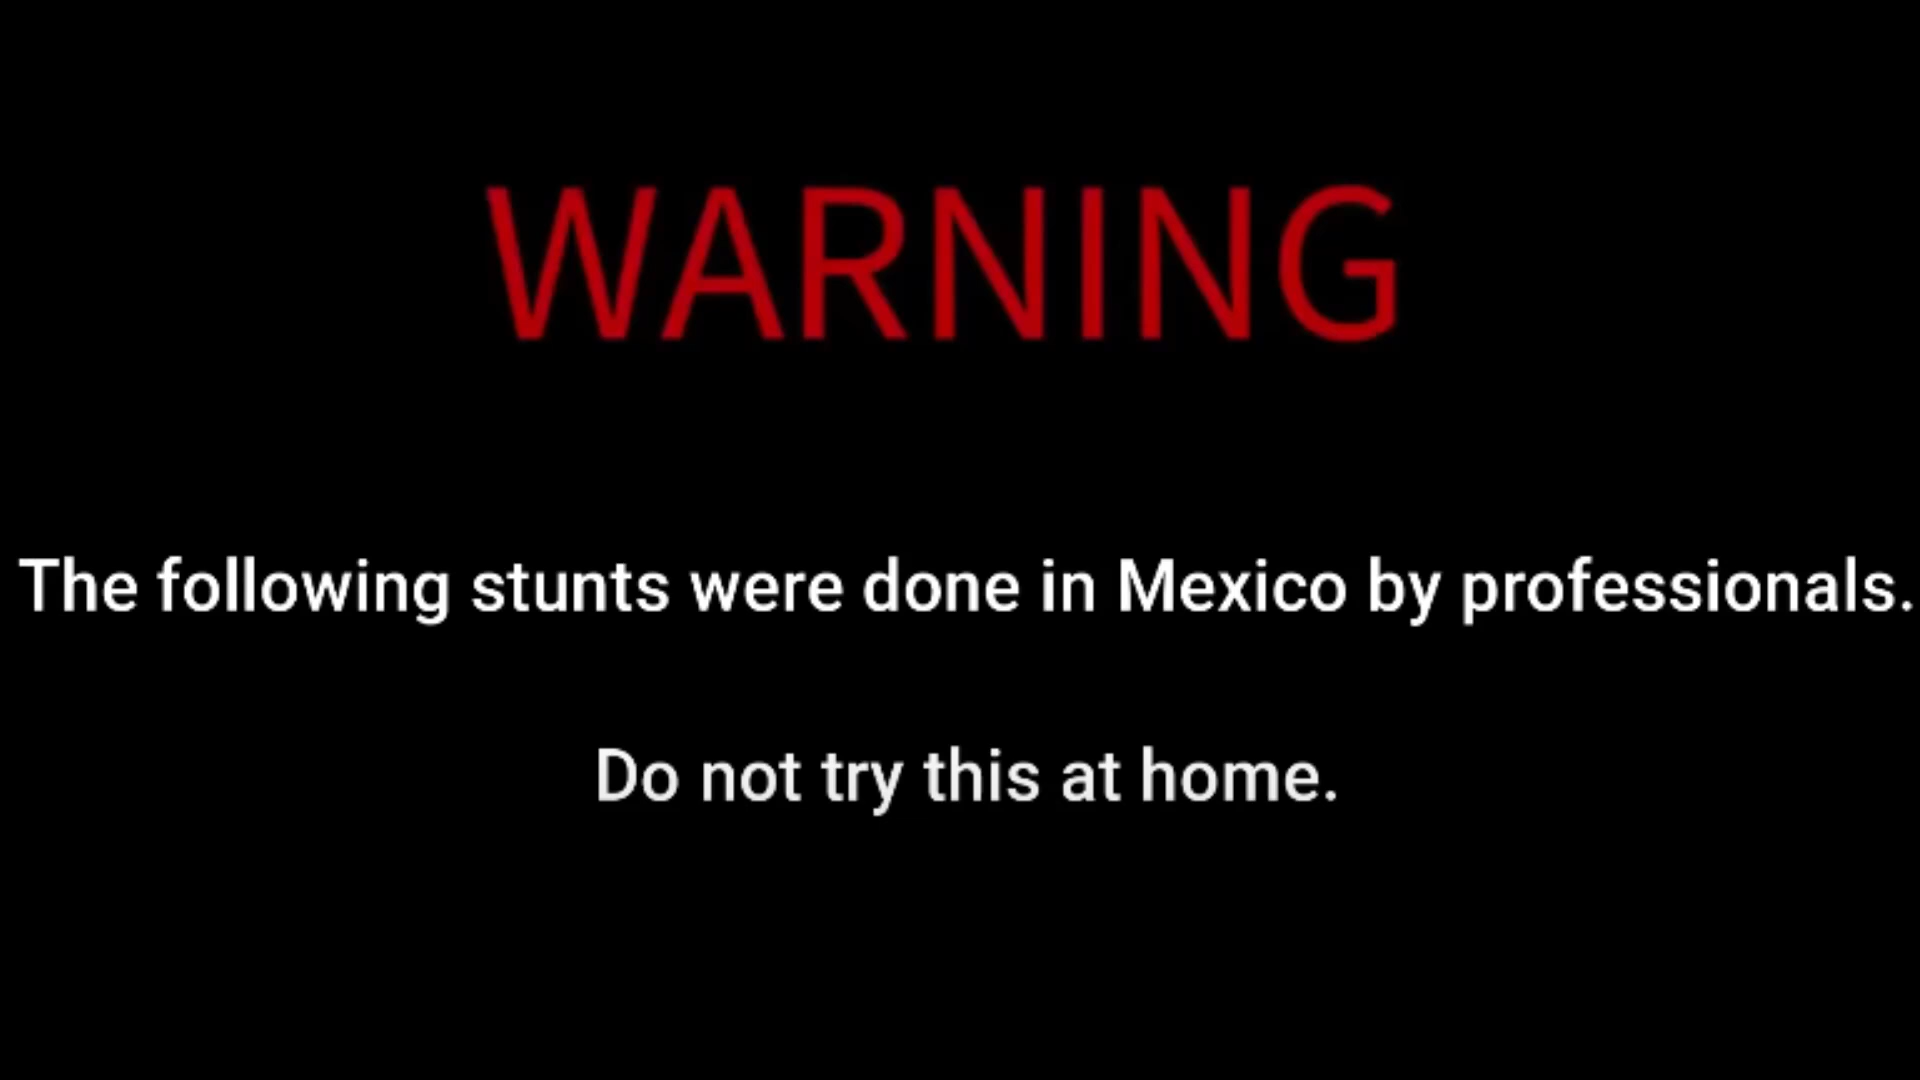 WARNING
The following stunts were done in Mexico by professionals.
Do not try this at home.